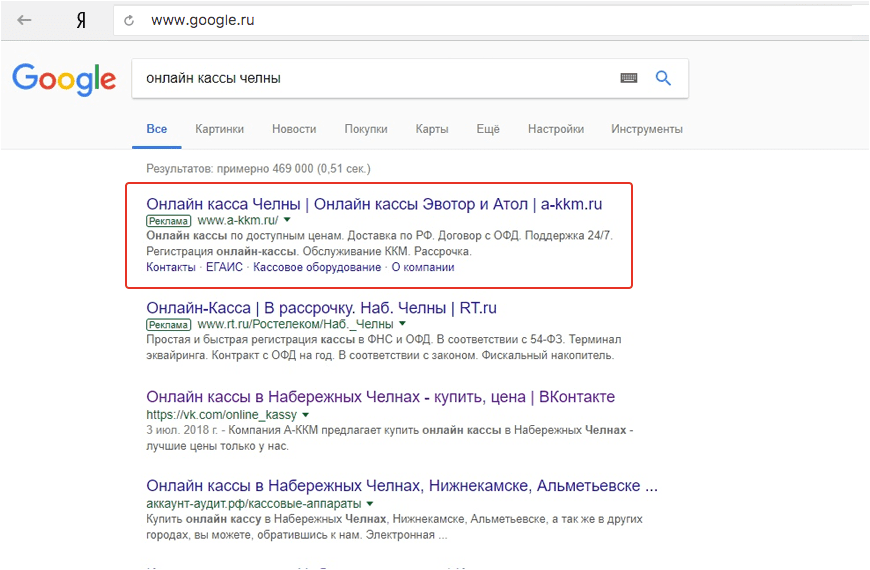 Я www.google.ru
Google онлайн кассы челны
Все Картинки Новости Покупки Карты Ещё Настройки Инструменты
Результатов: примерно 469 000 (0,51 сек.)
Онлайн касса Челны | Онлайн кассы Эвотор и Атол | a-kkm.ru
Реклама www.a-kkm.ru/
Онлайн кассы по доступным ценам. Доставка по РФ. Договор с ОФД. Поддержка 24/7.
Регистрация онлайн-кассы. Обслуживание ККМ. Рассрочка.
Контакты · ЕГАИС · Кассовое оборудование · О компании
Онлайн-Касса | В рассрочку. Наб. Челны | RT.ru
Реклама www.rt.ru/Ростелеком/Наб._Челны
Простая и быстрая регистрация кассы в ФНС и ОФД. В соответствии с 54-ФЗ. Терминал
эквайринга. Контракт с ОФД на год. В соответствии с законом. Фискальный накопитель.
Онлайн кассы в Набережных Челнах - купить, цена | ВКонтакте
https://vk.com/online_kassy
3 июл. 2018 г. - Компания А-ККМ предлагает купить онлайн кассы в Набережных Челнах -
лучшие цены только у нас.
Онлайн кассы в Набережных Челнах, Нижнекамске, Альметьевске ...
аккаунт-аудит.рф/кассовые-аппараты
Купить онлайн кассу в Набережных Челнах, Нижнекамске, Альметьевске, а так же в других
городах, вы можете, обратившись к нам. Электронная ...